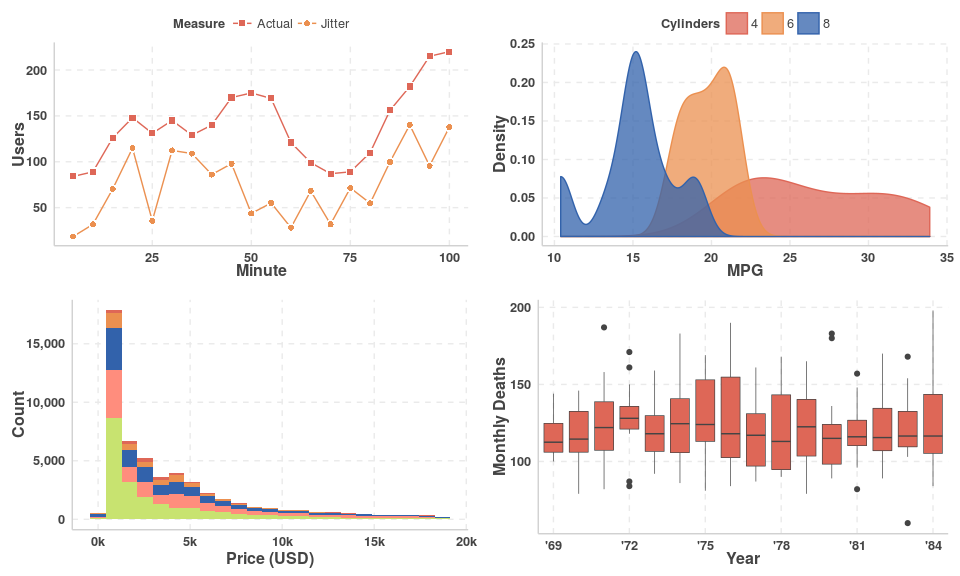 Measure Actual Jitter
200
150
100
50
Users
25 50 75 100
Minute
Cylinders 4 6 8
0.25
0.20
0.15
0.10
0.05
0.00
Density
10 15 20 25 30 35
MPG
15,000
10,000
5,000
0
Count
0k 5k 10k 15k 20k
Price (USD)
200
150
100
Monthly Deaths
'69 '72 '75 '78 '81 '84
Year